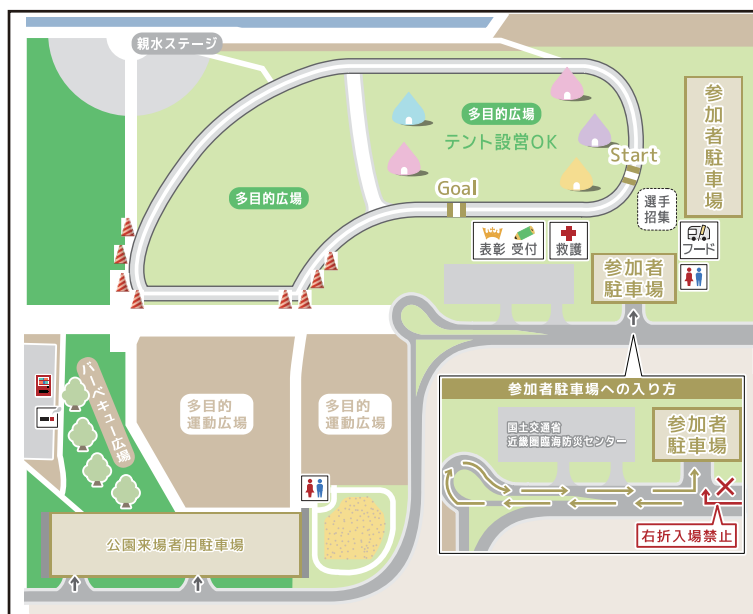 親水ステージ
多目的広場
テント設営OK
参加者駐車場
Start
多目的広場
Goal
選手
招集
表彰 受付
救護
フード
参加者
駐車場
バーベキュー広場
多目的
運動広場
多目的
運動広場
公園来場者用駐車場
参加者駐車場への入り方
国土交通省
近畿圏臨海防災センター
参加者
駐車場
右折入場禁止